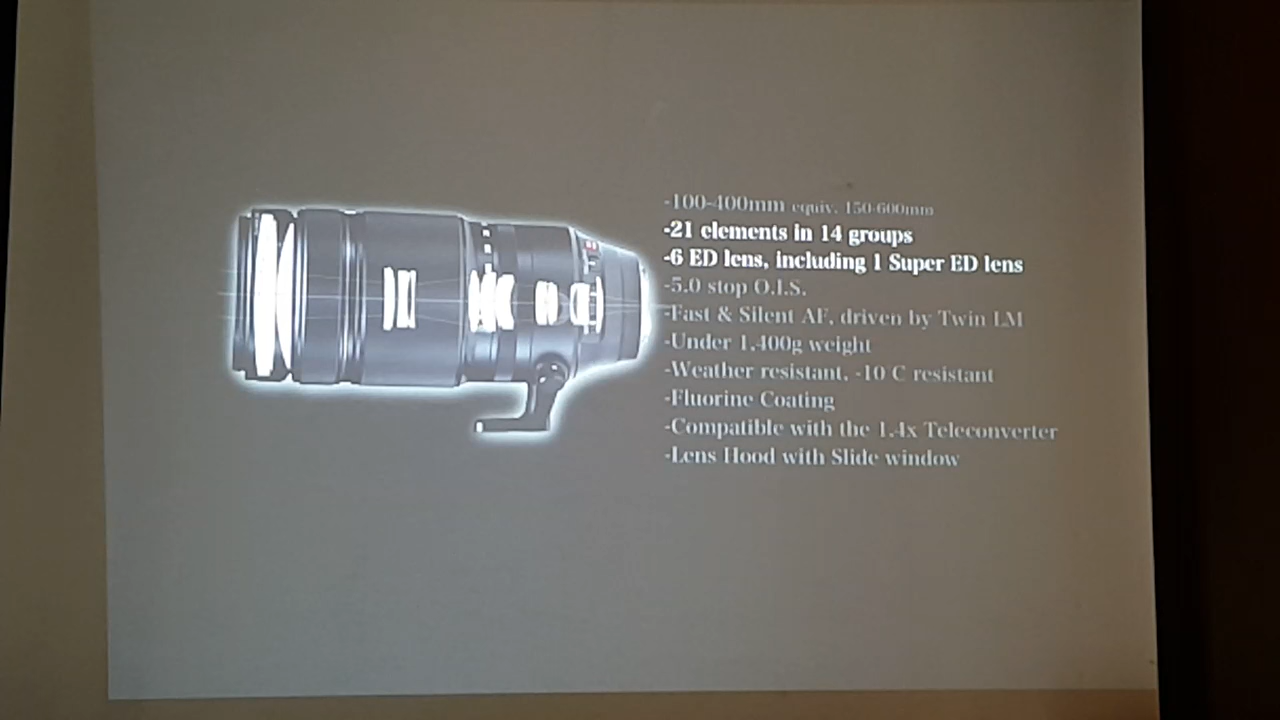 -100-400mm equiv. 150-600mm
-21 elements in 14 groups
-6 ED lens, including 1 Super ED lens
-5.0 stop O.I.S.
-Fast & Silent AF, driven by Twin LM
-Under 1,400g weight
-Weather resistant, -10 C resistant
-Fluorine Coating
-Compatible with the 1.4x Teleconverter
-Lens Hood with Slide window